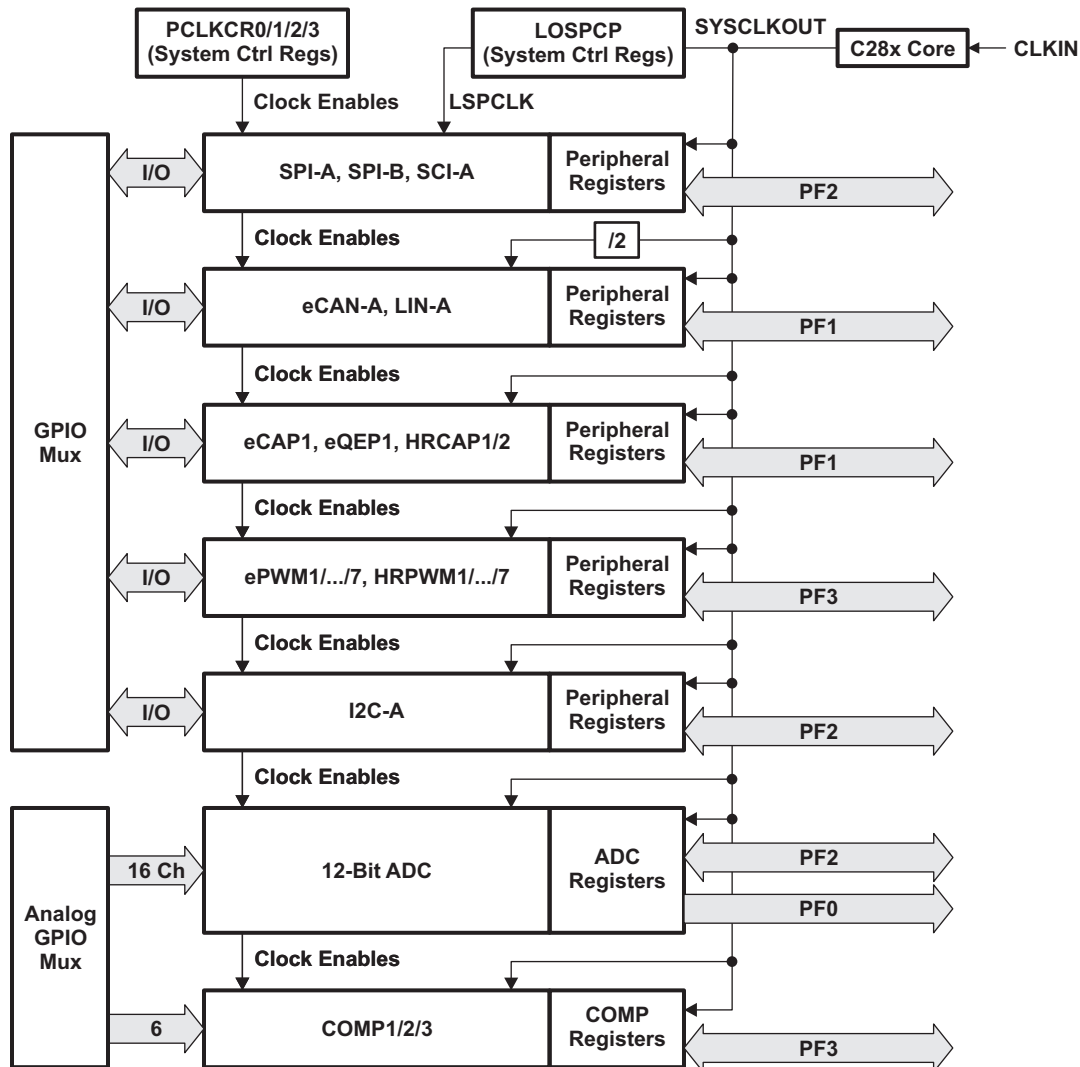 PCLKCR0/1/2/3
(System Ctrl Regs)
LOSPCP
(System Ctrl Regs)
SYSCLKOUT
C28x Core
CLKIN
Clock Enables
LSPCLK
I/O
SPI-A, SPI-B, SCI-A
Peripheral
Registers
PF2
Clock Enables
/2
I/O
eCAN-A, LIN-A
Peripheral
Registers
PF1
Clock Enables
GPIO
Mux
I/O
eCAP1, eQEP1, HRCAP1/2
Peripheral
Registers
PF1
Clock Enables
I/O
ePWM1/.../7, HRPWM1/.../7
Peripheral
Registers
PF3
Clock Enables
I/O
I2C-A
Peripheral
Registers
PF2
Clock Enables
Analog
GPIO
Mux
16 Ch
12-Bit ADC
ADC
Registers
PF2
PF0
Clock Enables
6
COMP1/2/3
COMP
Registers
PF3